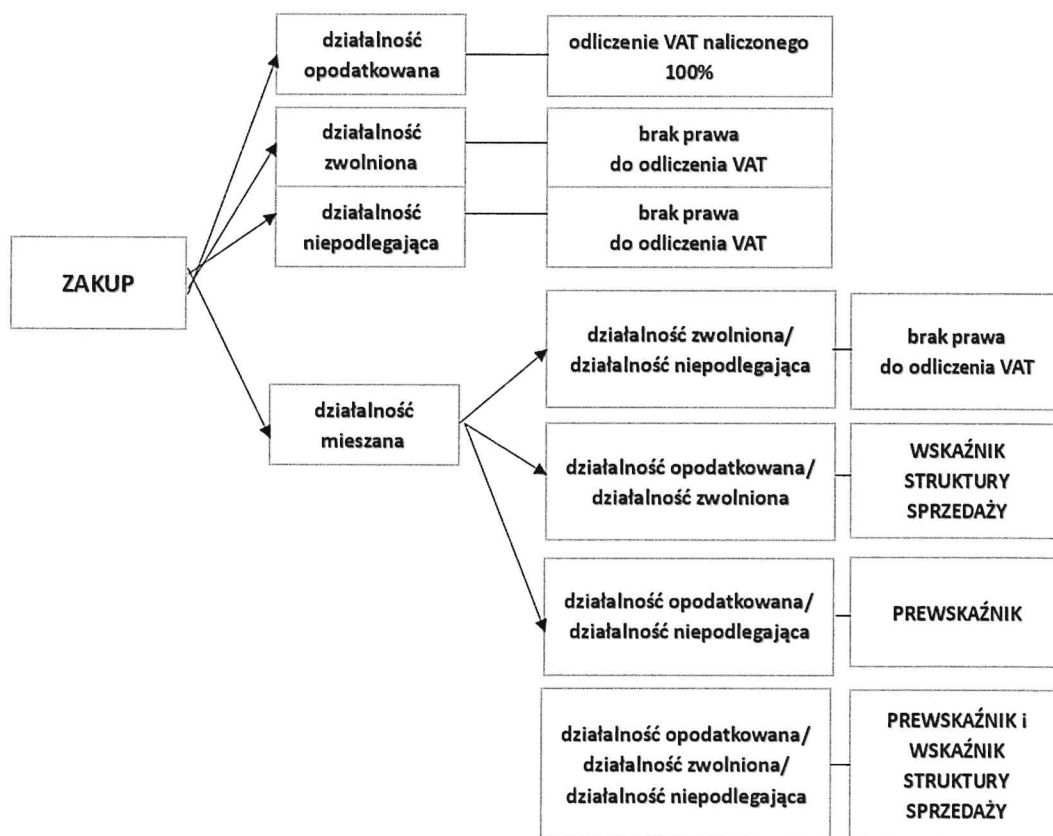 działalność
opodatkowana
odliczenie VAT naliczonego
100%
działalność
zwolniona
brak prawa
do odliczenia VAT
działalność
niepodlegająca
brak prawa
do odliczenia VAT
ZAKUP
działalność zwolniona/
działalność niepodlegająca
brak prawa
do odliczenia VAT
działalność
mieszana
działalność opodatkowana/
działalność zwolniona
WSKAŹNIK
STRUKTURY
SPRZEDAŻY
działalność opodatkowana/
działalność niepodlegająca
PREWSKAŹNIK
działalność opodatkowana/
działalność zwolniona/
działalność niepodlegająca
PREWSKAŹNIK i
WSKAŹNIK
STRUKTURY
SPRZEDAŻY